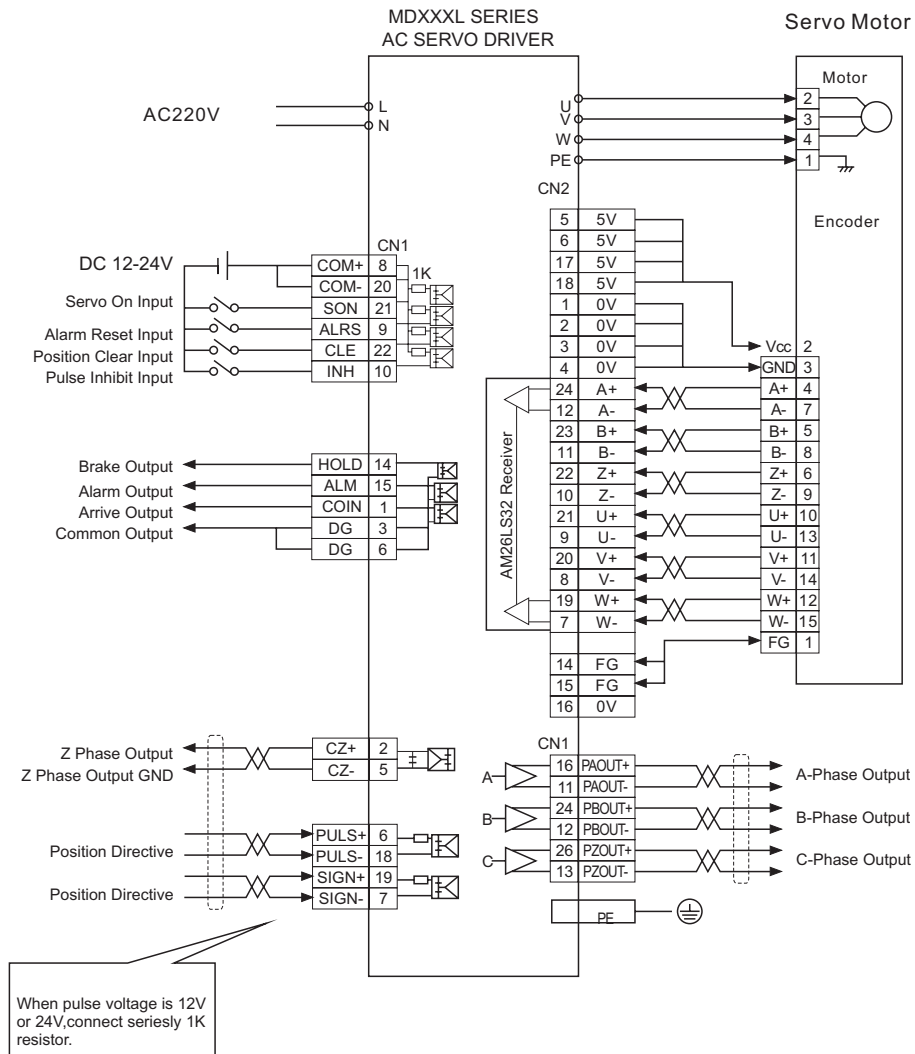 MDXXXL SERIES
AC SERVO DRIVER
Servo Motor
AC220V
L
N
U
V
W
PE
Motor
2
3
4
1
CN2
Encoder
5 5V
6 5V
17 5V
18 5V
1 0V
2 0V
3 0V
4 0V
24 A+
12 A-
23 B+
11 B-
22 Z+
10 Z-
21 U+
9 U-
20 V+
8 V-
19 W+
7 W-
14 FG
15 FG
16 0V
AM26LS32 Receiver
Vcc 2
GND 3
A+ 4
A- 7
B+ 5
B- 8
Z+ 6
Z- 9
U+ 10
U- 13
V+ 11
V- 14
W+ 12
W- 15
FG 1
CN1
DC 12-24V
COM+ 8
1K
COM- 20
Servo On Input
SON 21
Alarm Reset Input
ALRS 9
Position Clear Input
CLE 22
Pulse Inhibit Input
INH 10
Brake Output
HOLD 14
Alarm Output
ALM 15
Arrive Output
COIN 1
Common Output
DG 3
DG 6
Z Phase Output
CZ+ 2
Z Phase Output GND
CZ- 5
Position Directive
PULS+ 6
PULS- 18
Position Directive
SIGN+ 19
SIGN- 7
CN1
A
16 PAOUT+
11 PAOUT-
A-Phase Output
B
24 PBOUT+
12 PBOUT-
B-Phase Output
C
26 PZOUT+
13 PZOUT-
C-Phase Output
PE
When pulse voltage is 12V
or 24V,connect seriesly 1K
resistor.